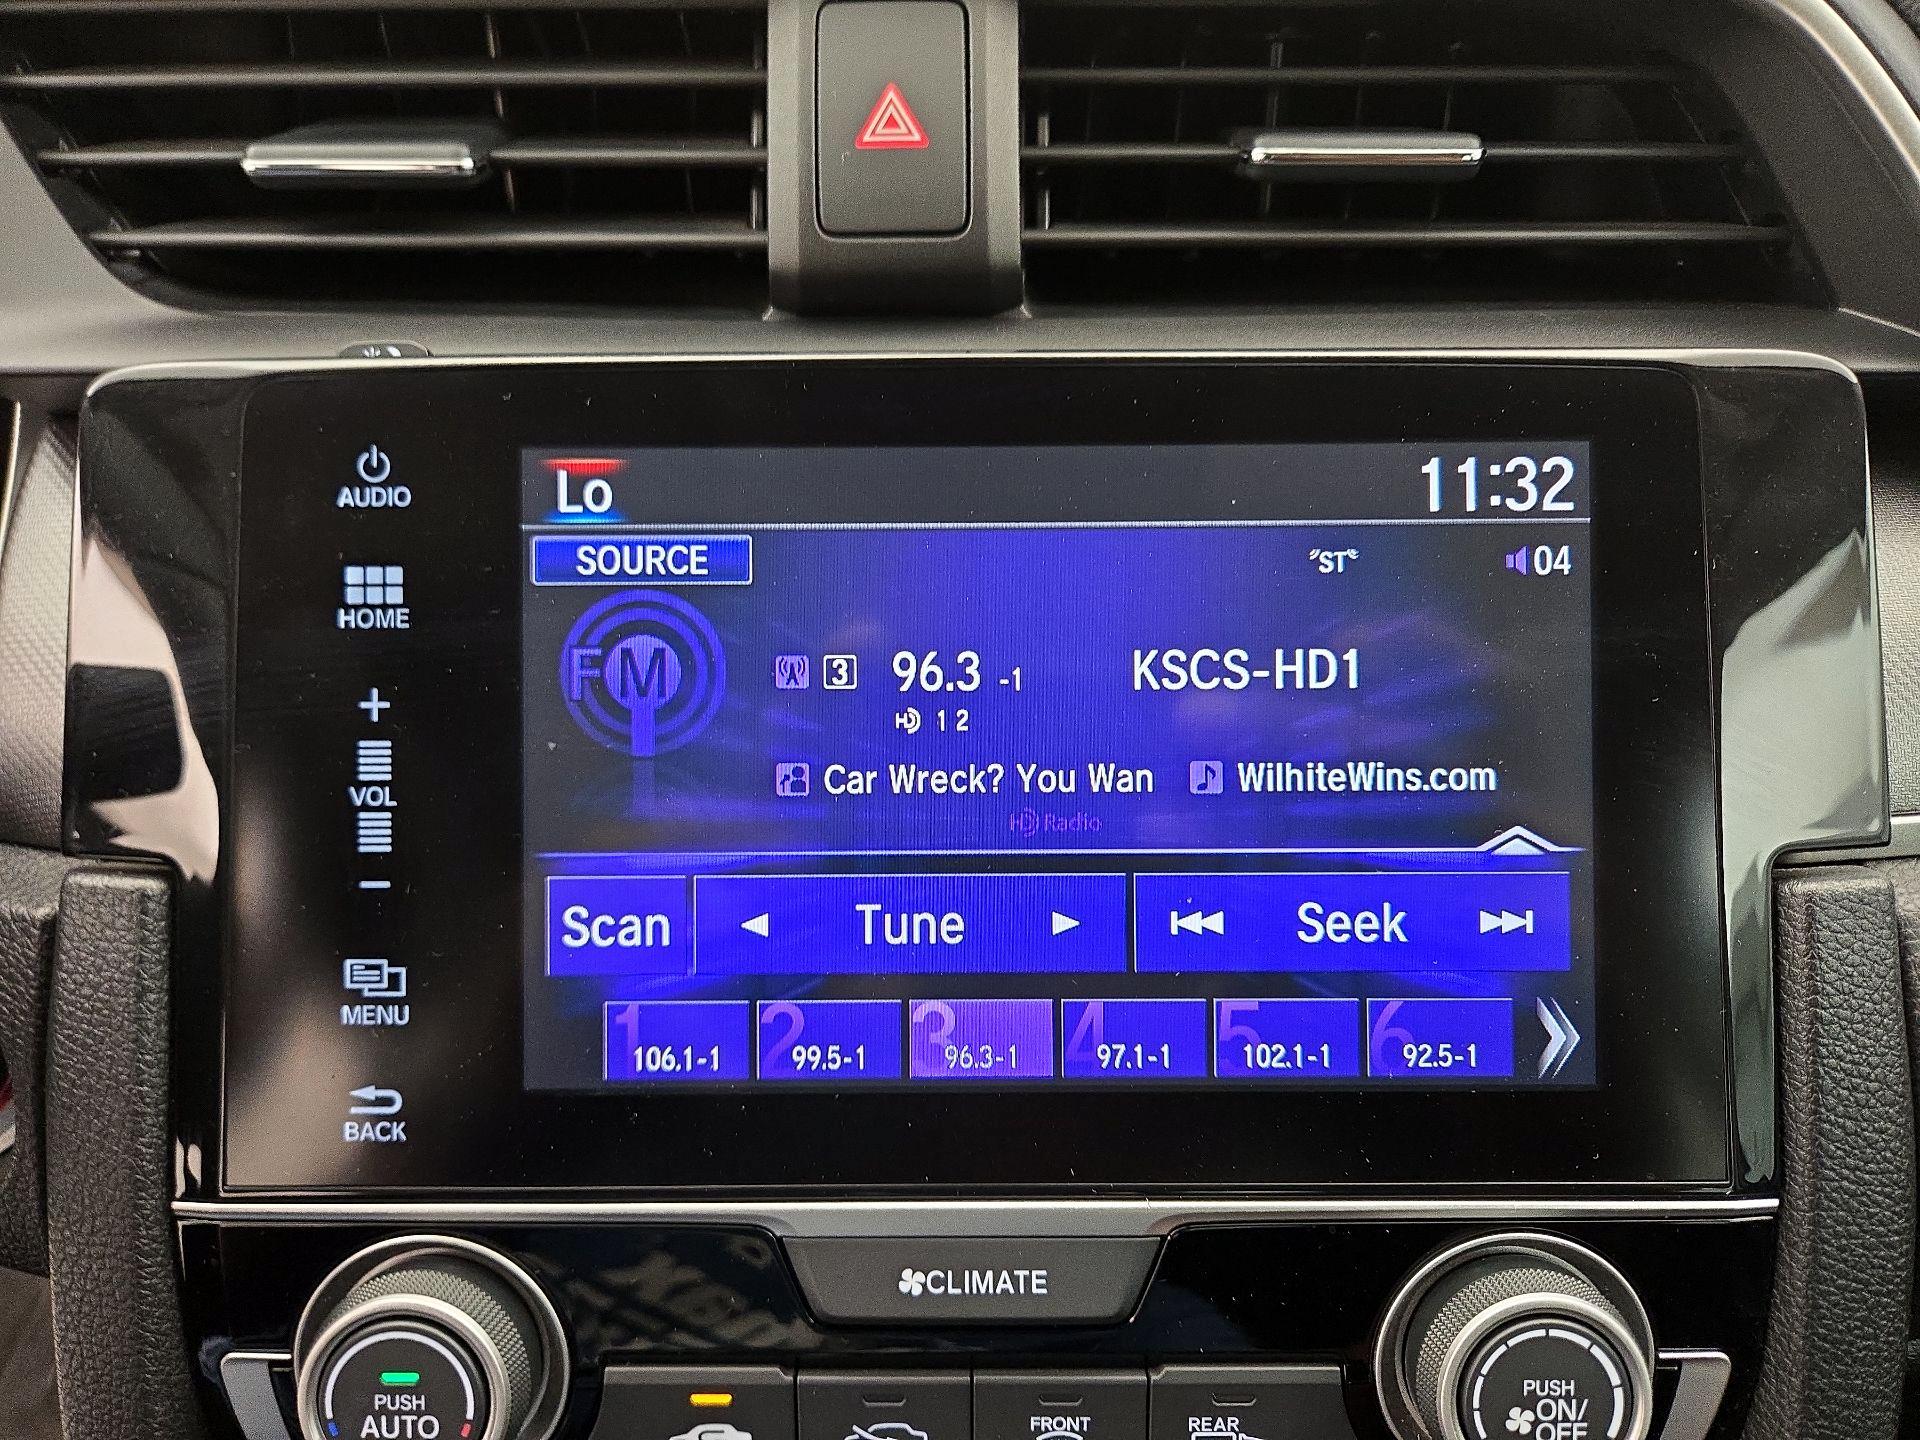 AUDIO
HOME
+
VOL
−
MENU
BACK
Lo 11:32
SOURCE "ST" 04
FM
3 96.3 -1 KSCS-HD1
HD 1 2
Car Wreck? You Wan WilhiteWins.com
HD Radio
Scan Tune Seek
1 106.1-1
2 99.5-1
3 96.3-1
4 97.1-1
5 102.1-1
6 92.5-1
CLIMATE
PUSH
AUTO
FRONT
REAR
PUSH
ON/
OFF